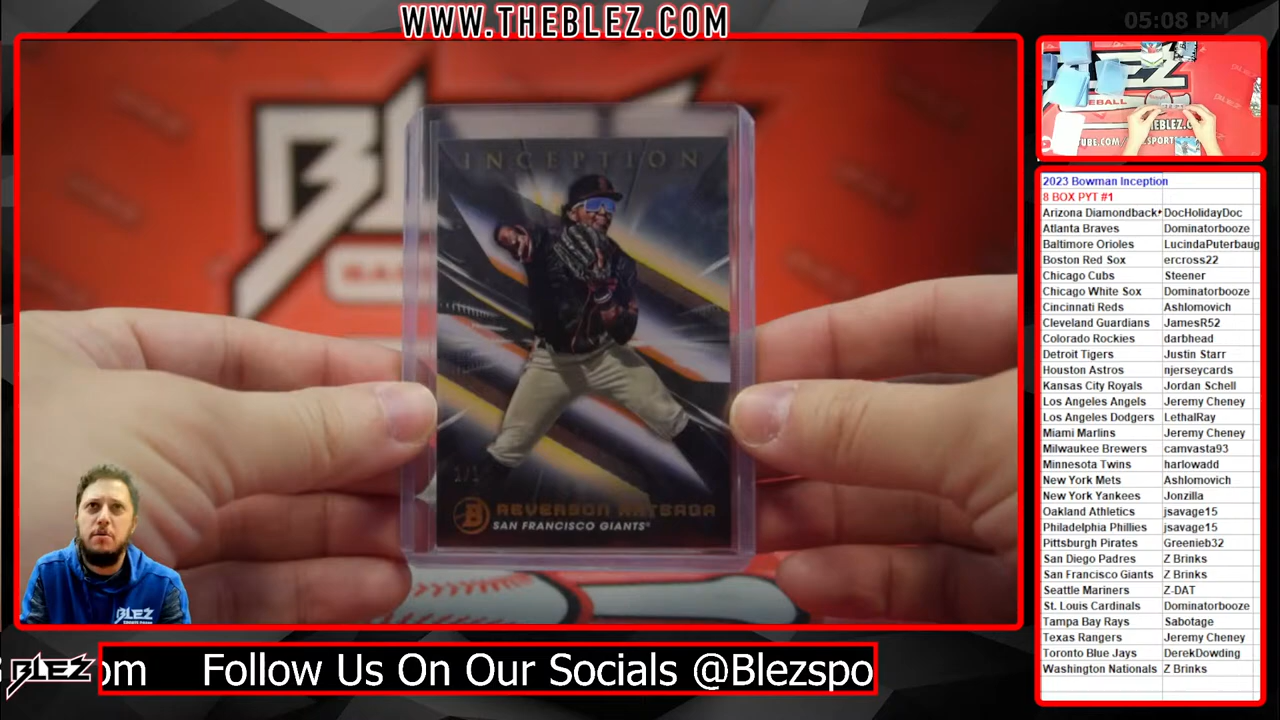 WWW.THEBLEZ.COM
05:08 PM
INCEPTION
1/1
SAN FRANCISCO GIANTS
BLEZ
BLEZ
om Follow Us On Our Socials @Blezspo
2023 Bowman Inception
8 BOX PYT #1
Arizona Diamondback DocHolidayDoc
Atlanta Braves Dominatorbooze
Baltimore Orioles LucindaPuterbaug
Boston Red Sox ercross22
Chicago Cubs Steener
Chicago White Sox Dominatorbooze
Cincinnati Reds Ashlomovich
Cleveland Guardians JamesR52
Colorado Rockies darbhead
Detroit Tigers Justin Starr
Houston Astros njerseycards
Kansas City Royals Jordan Schell
Los Angeles Angels Jeremy Cheney
Los Angeles Dodgers LethalRay
Miami Marlins Jeremy Cheney
Milwaukee Brewers camvasta93
Minnesota Twins harlowadd
New York Mets Ashlomovich
New York Yankees Jonzilla
Oakland Athletics jsavage15
Philadelphia Phillies jsavage15
Pittsburgh Pirates Greenieb32
San Diego Padres Z Brinks
San Francisco Giants Z Brinks
Seattle Mariners Z-DAT
St. Louis Cardinals Dominatorbooze
Tampa Bay Rays Sabotage
Texas Rangers Jeremy Cheney
Toronto Blue Jays DerekDowding
Washington Nationals Z Brinks